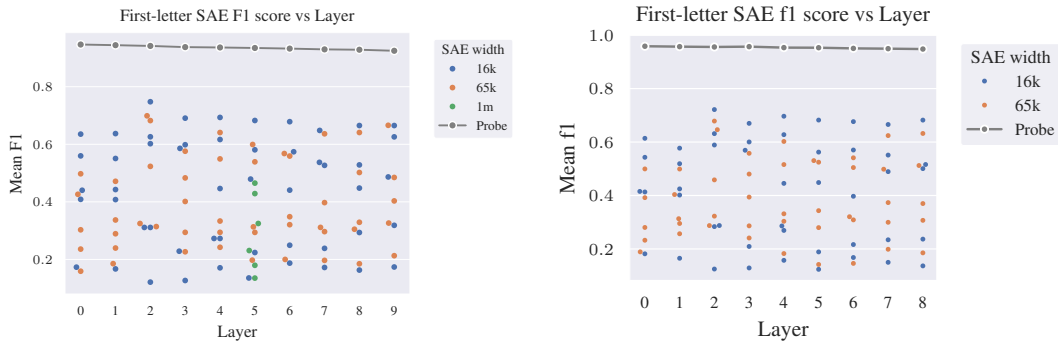 First-letter SAE F1 score vs Layer
Mean F1
0.8
0.6
0.4
0.2
0 1 2 3 4 5 6 7 8 9
Layer
SAE width
16k
65k
1m
Probe
First-letter SAE f1 score vs Layer
Mean f1
1.0
0.8
0.6
0.4
0.2
0 1 2 3 4 5 6 7 8
Layer
SAE width
16k
65k
Probe